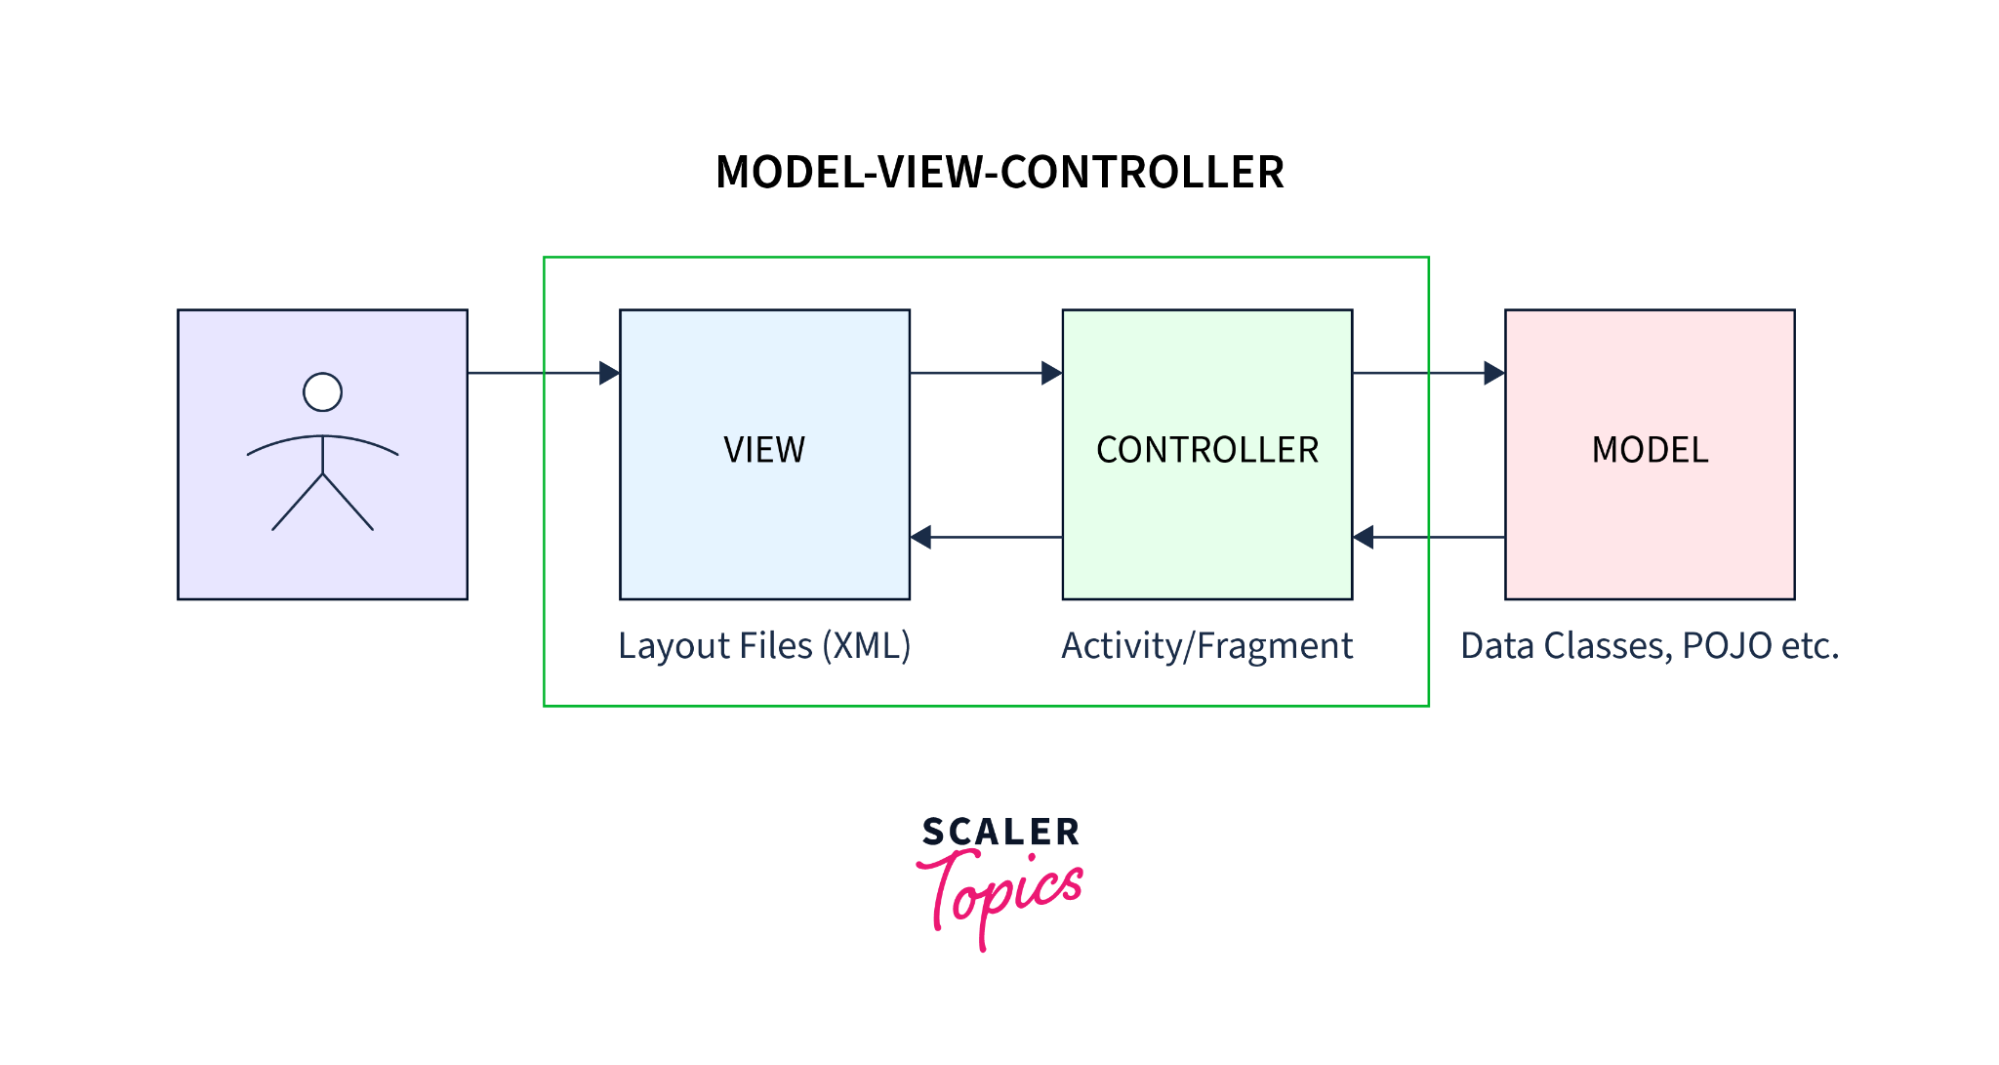 MODEL-VIEW-CONTROLLER
VIEW
CONTROLLER
MODEL
Layout Files (XML)
Activity/Fragment
Data Classes, POJO etc.
SCALER
Topics